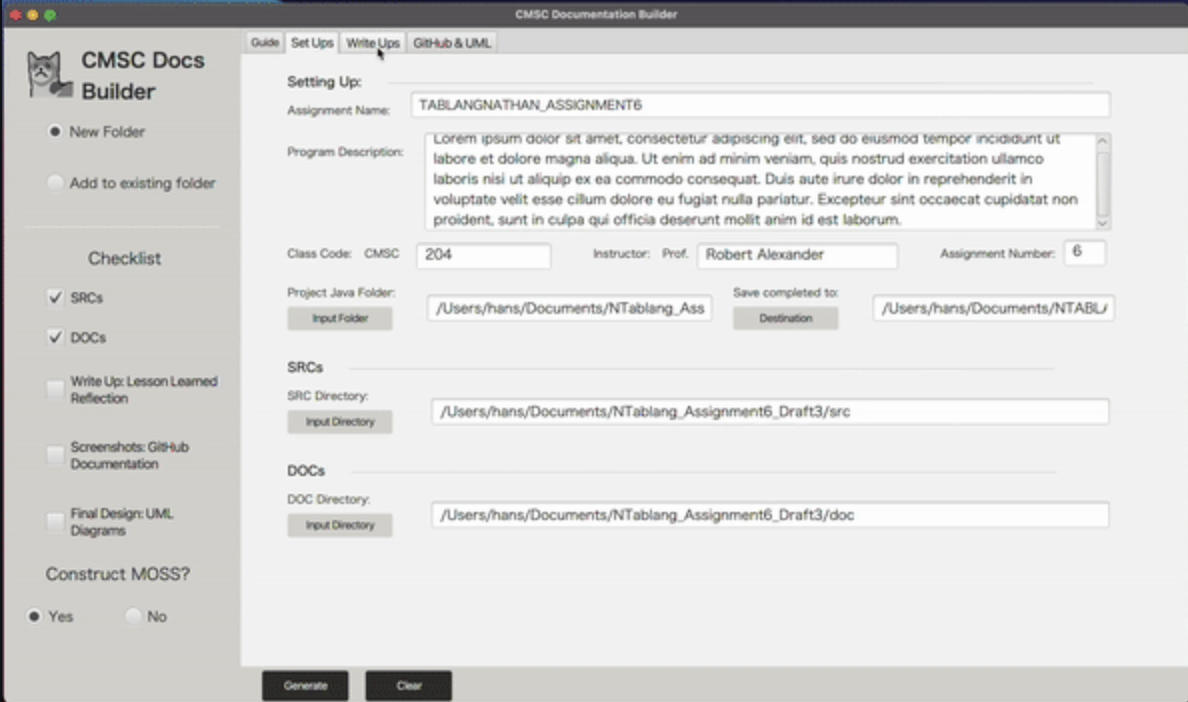 CMSC Documentation Builder
CMSC Docs
Builder
New Folder
Add to existing folder
Checklist
SRCs
DOCs
Write Up: Lesson Learned
Reflection
Screenshots: GitHub
Documentation
Final Design: UML
Diagrams
Construct MOSS?
Yes No
Guide Set Ups Write Ups GitHub & UML
Setting Up:
Assignment Name: TABLANGNATHAN_ASSIGNMENT6
Program Description:
Lorem ipsum dolor sit amet, consectetur adipiscing elit, sed do eiusmod tempor incididunt ut
labore et dolore magna aliqua. Ut enim ad minim veniam, quis nostrud exercitation ullamco
laboris nisi ut aliquip ex ea commodo consequat. Duis aute irure dolor in reprehenderit in
voluptate velit esse cillum dolore eu fugiat nulla pariatur. Excepteur sint occaecat cupidatat non
proident, sunt in culpa qui officia deserunt mollit anim id est laborum.
Class Code: CMSC 204 Instructor: Prof. Robert Alexander Assignment Number: 6
Project Java Folder: Save completed to:
Input Folder /Users/hans/Documents/NTablang_Ass Destination /Users/hans/Documents/NTABL
SRCs
SRC Directory:
Input Directory /Users/hans/Documents/NTablang_Assignment6_Draft3/src
DOCs
DOC Directory:
Input Directory /Users/hans/Documents/NTablang_Assignment6_Draft3/doc
Generate Clear